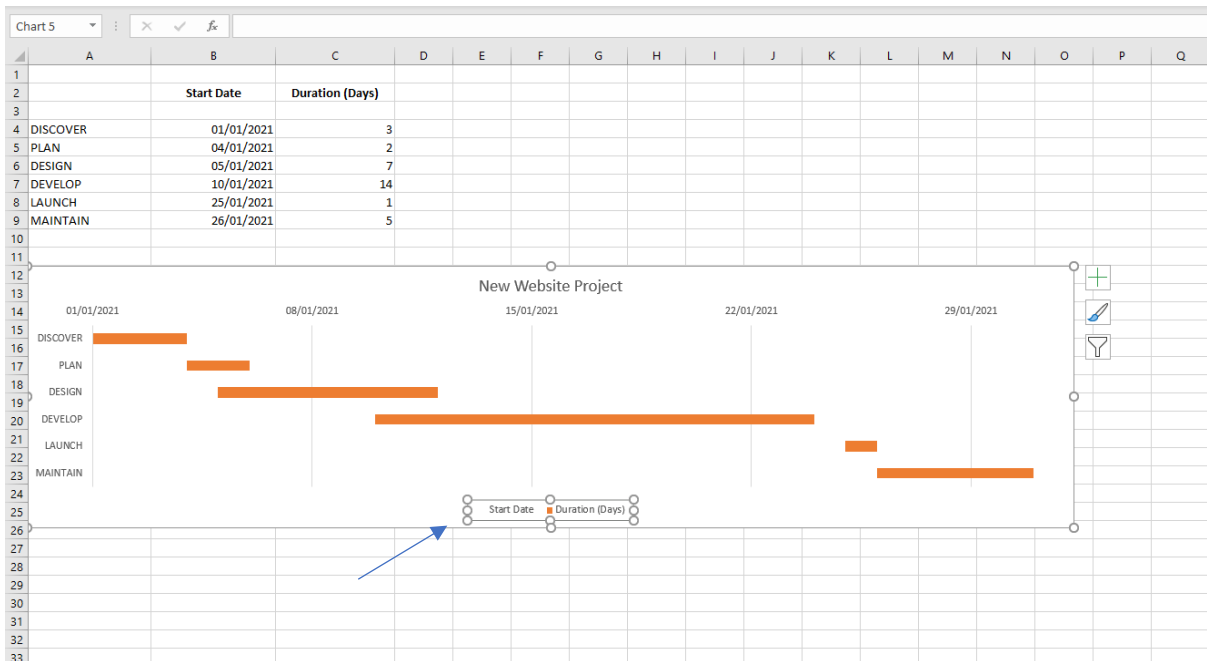 Chart 5 fx
A B C D E F G H I J K L M N O P Q
1
2 Start Date Duration (Days)
3
4 DISCOVER 01/01/2021 3
5 PLAN 04/01/2021 2
6 DESIGN 05/01/2021 7
7 DEVELOP 10/01/2021 14
8 LAUNCH 25/01/2021 1
9 MAINTAIN 26/01/2021 5
10
11
12
13
14
15
16
17
18
19
20
21
22
23
24
25
26
27
28
29
30
31
32
33
New Website Project
01/01/2021 08/01/2021 15/01/2021 22/01/2021 29/01/2021
DISCOVER
PLAN
DESIGN
DEVELOP
LAUNCH
MAINTAIN
Start Date Duration (Days)